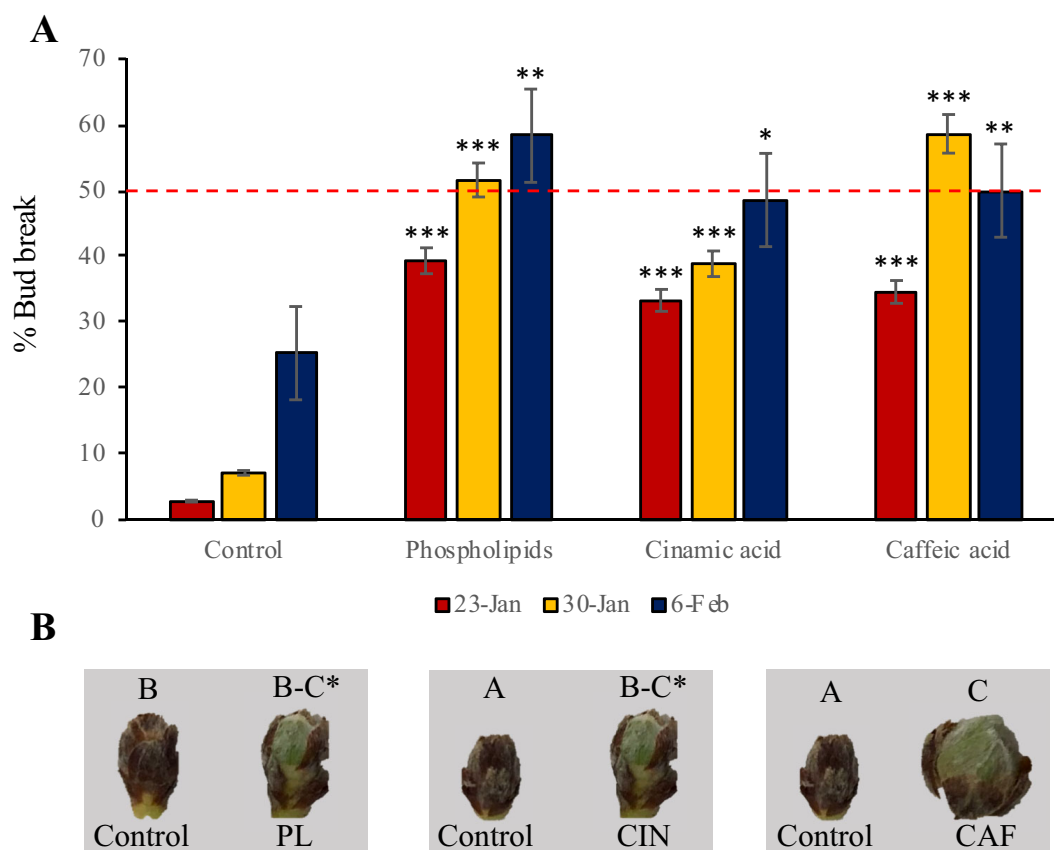 A
70
60
50
40
30
20
10
0
% Bud break
** 
*** 
*** 
* 
*** 
*** 
*** 
** 
***
Control Phospholipids Cinamic acid Caffeic acid
23-Jan 30-Jan 6-Feb
B
B B-C* A B-C* A C
Control PL Control CIN Control CAF